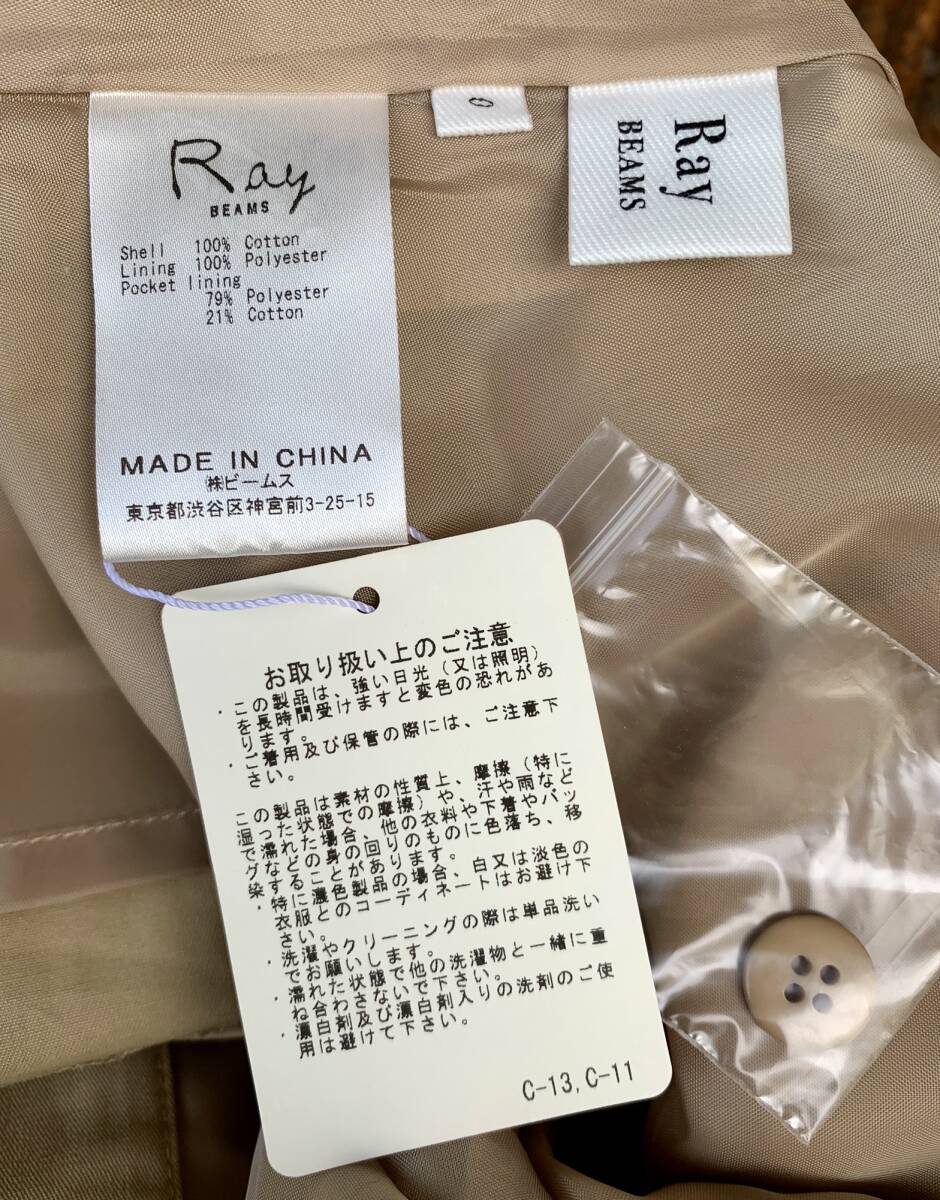 Ray
BEAMS
Shell 100% Cotton
Lining 100% Polyester
Pocket lining
79% Polyester
21% Cotton
MADE IN CHINA
㈱ビームス
東京都渋谷区神宮前3-25-15
0
Ray
BEAMS
お取り扱い上のご注意
・この製品は、強い日光（又は照明）
を長時間受けますと変色の恐れがあ
ります。
・ご着用及び保管の際には、ご注意下
さい。
この製品は素材の性質上、摩擦（特に
湿った状態での摩擦）や、汗や雨など
で濡れた場合、他の衣料や下着やバッ
グなどの身の回りのものに色落ち、移
染することがあります。
・特に濃色製品の場合、白又は淡色の
衣服とのコーディネートはお避け下
さい。
・洗濯やクリーニングの際は単品洗い
でお願いします。
・濡れた状態で他の洗濯物と一緒に重
ね合わさないで下さい。
・漂白剤及び漂白剤入りの洗剤のご使
用は避けて下さい。
C-13,C-11